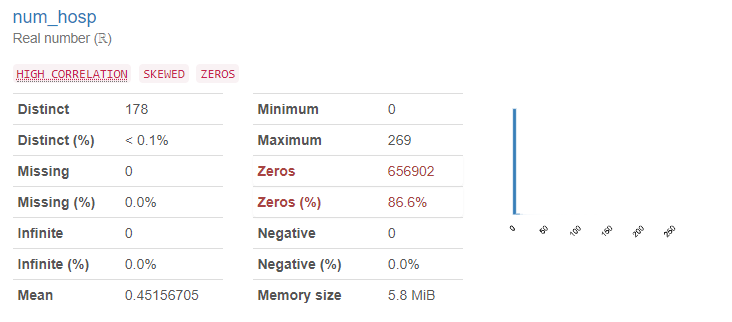 num_hosp
Real number (ℝ)
HIGH CORRELATION SKEWED ZEROS
Distinct 178 Minimum 0
Distinct (%) < 0.1% Maximum 269
Missing 0 Zeros 656902
Missing (%) 0.0% Zeros (%) 86.6%
Infinite 0 Negative 0
Infinite (%) 0.0% Negative (%) 0.0%
Mean 0.45156705 Memory size 5.8 MiB
0 50 100 150 200 250